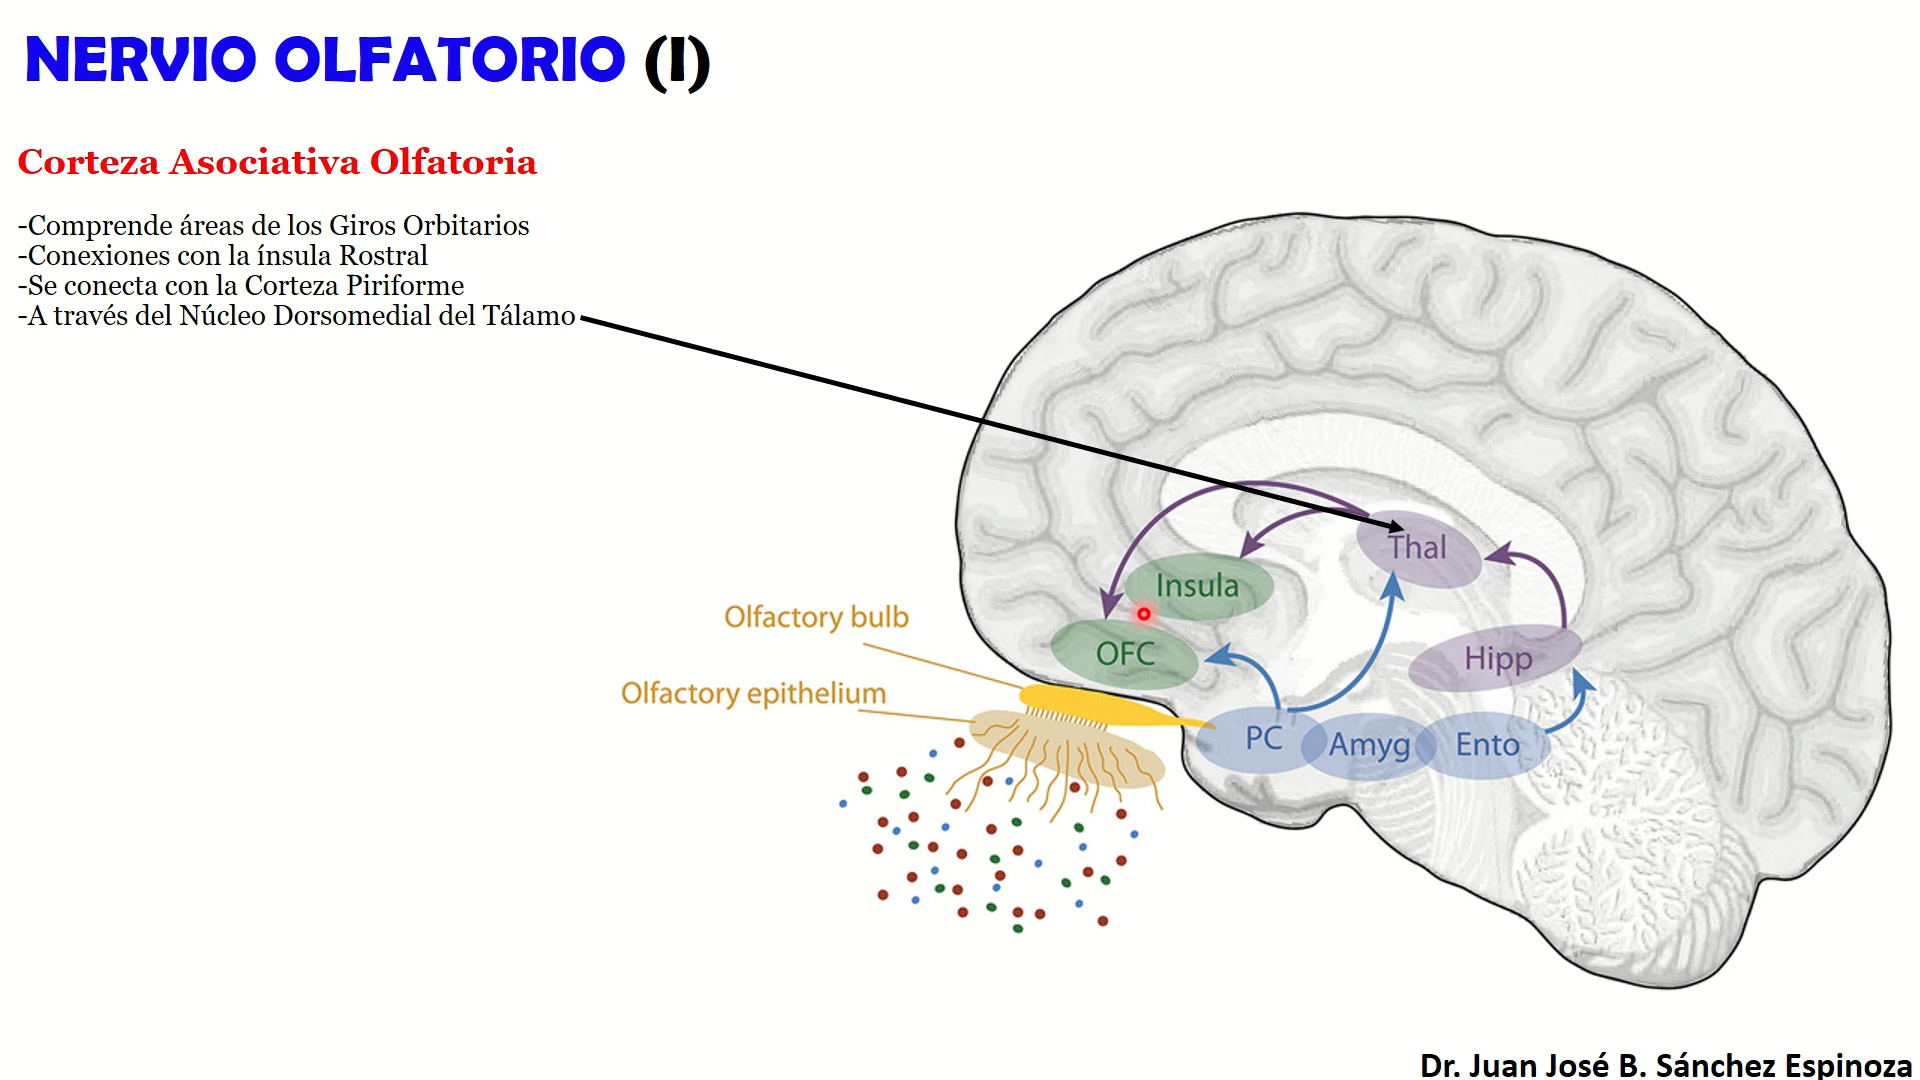 NERVIO OLFATORIO (I)
Corteza Asociativa Olfatoria
-Comprende áreas de los Giros Orbitarios
-Conexiones con la ínsula Rostral
-Se conecta con la Corteza Piriforme
-A través del Núcleo Dorsomedial del Tálamo
Thal
Insula
Olfactory bulb
OFC
Hipp
Olfactory epithelium
PC
Amyg
Ento
Dr. Juan José B. Sánchez Espinoza